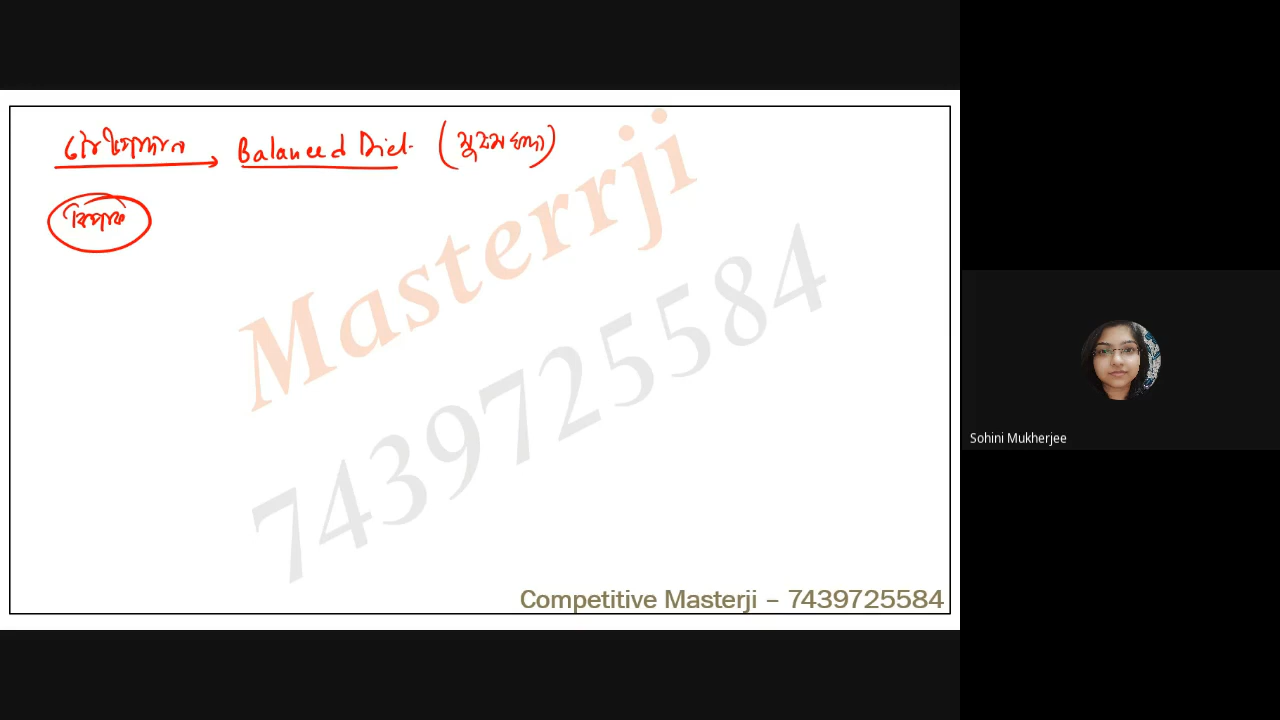 Balanced Diet (সুষম খাদ্য)
বিপাক
Masterrji
7439725584
Competitive Masterji – 7439725584
Sohini Mukherjee